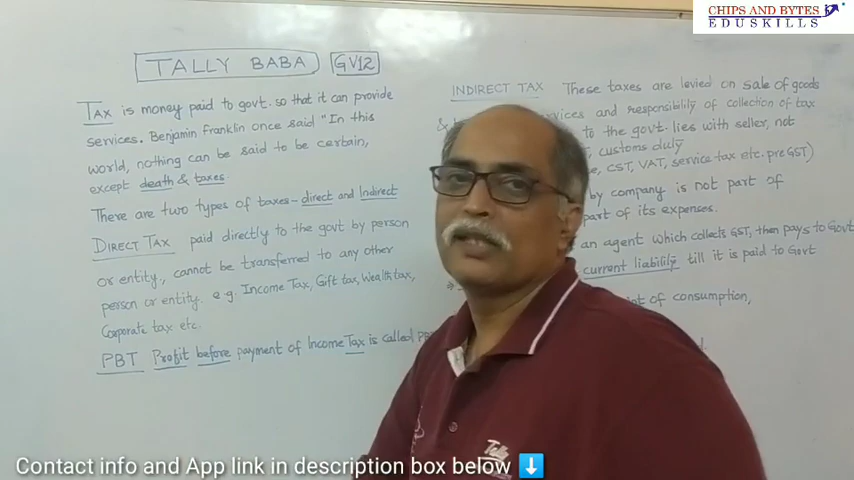 CHIPS AND BYTES
EDUSKILLS
TALLY BABA GV12
TAX is money paid to govt. so that it can provide
services. Benjamin Franklin once said "In this
world, nothing can be said to be certain,
except death & taxes.
There are two types of taxes- direct and Indirect
DIRECT TAX paid directly to the govt by person
or entity, cannot be transferred to any other
person or entity. e.g. Income Tax, Gift tax, Wealth tax,
Corporate tax etc.
PBT Profit before payment of Income Tax is called
INDIRECT TAX These taxes are levied on sale of goods
& and responsibility of collection of tax
to the govt. lies with seller, not
customs duty
CST, VAT, service tax etc. pre GST)
by company is not part of
part of its expenses.
an agent which collects GST, then pays to Govt
current liability till it is paid to Govt
of consumption,
Tally
Contact info and App link in description box below ⬇